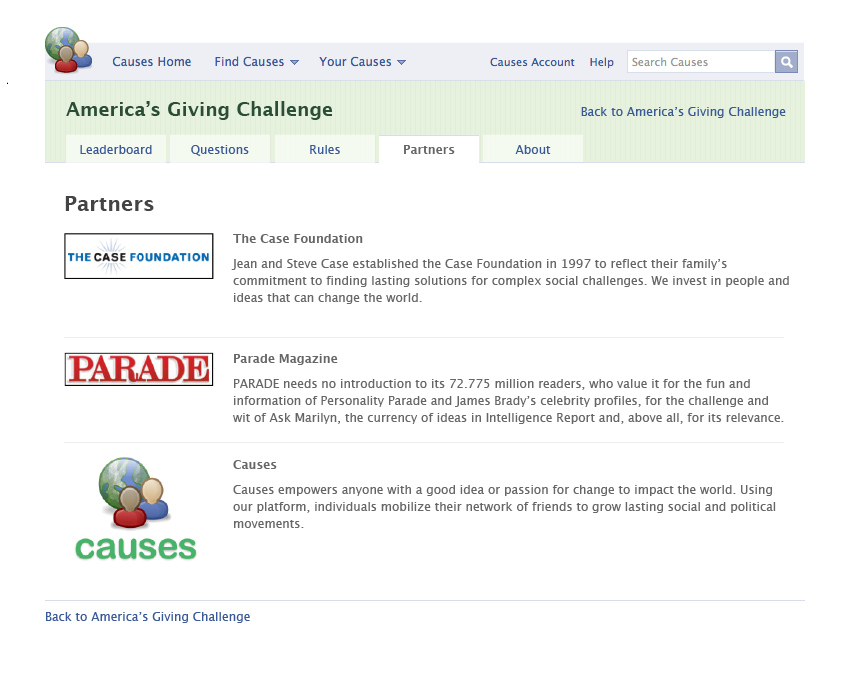 Causes Home Find Causes Your Causes Causes Account Help Search Causes
America’s Giving Challenge
Back to America’s Giving Challenge
Leaderboard Questions Rules Partners About
Partners
THE CASE FOUNDATION
The Case Foundation
Jean and Steve Case established the Case Foundation in 1997 to reflect their family’s
commitment to finding lasting solutions for complex social challenges. We invest in people and
ideas that can change the world.
PARADE
Parade Magazine
PARADE needs no introduction to its 72.775 million readers, who value it for the fun and
information of Personality Parade and James Brady’s celebrity profiles, for the challenge and
wit of Ask Marilyn, the currency of ideas in Intelligence Report and, above all, for its relevance.
causes
Causes
Causes empowers anyone with a good idea or passion for change to impact the world. Using
our platform, individuals mobilize their network of friends to grow lasting social and political
movements.
Back to America’s Giving Challenge